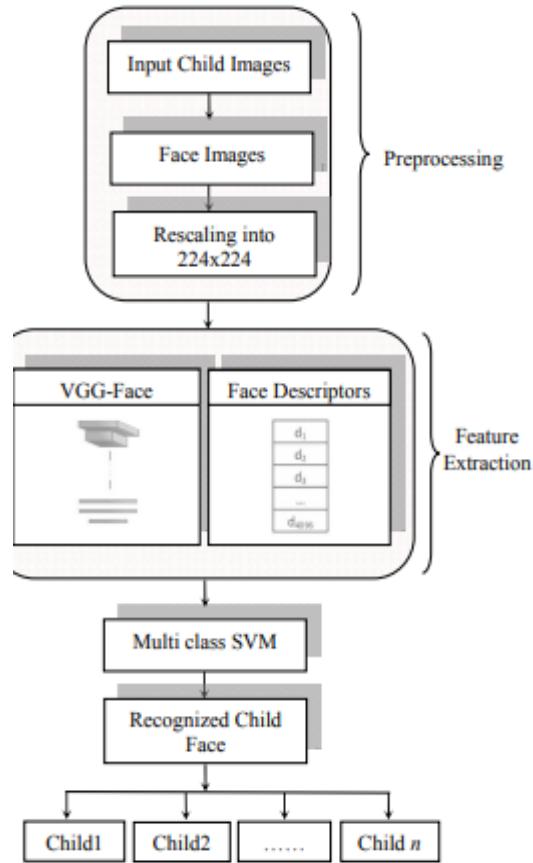 Input Child Images
Face Images
Rescaling into
224x224
Preprocessing
VGG-Face
Face Descriptors
d1
d2
d3
...
d4096
Feature
Extraction
Multi class SVM
Recognized Child
Face
Child1
Child2
……
Child n